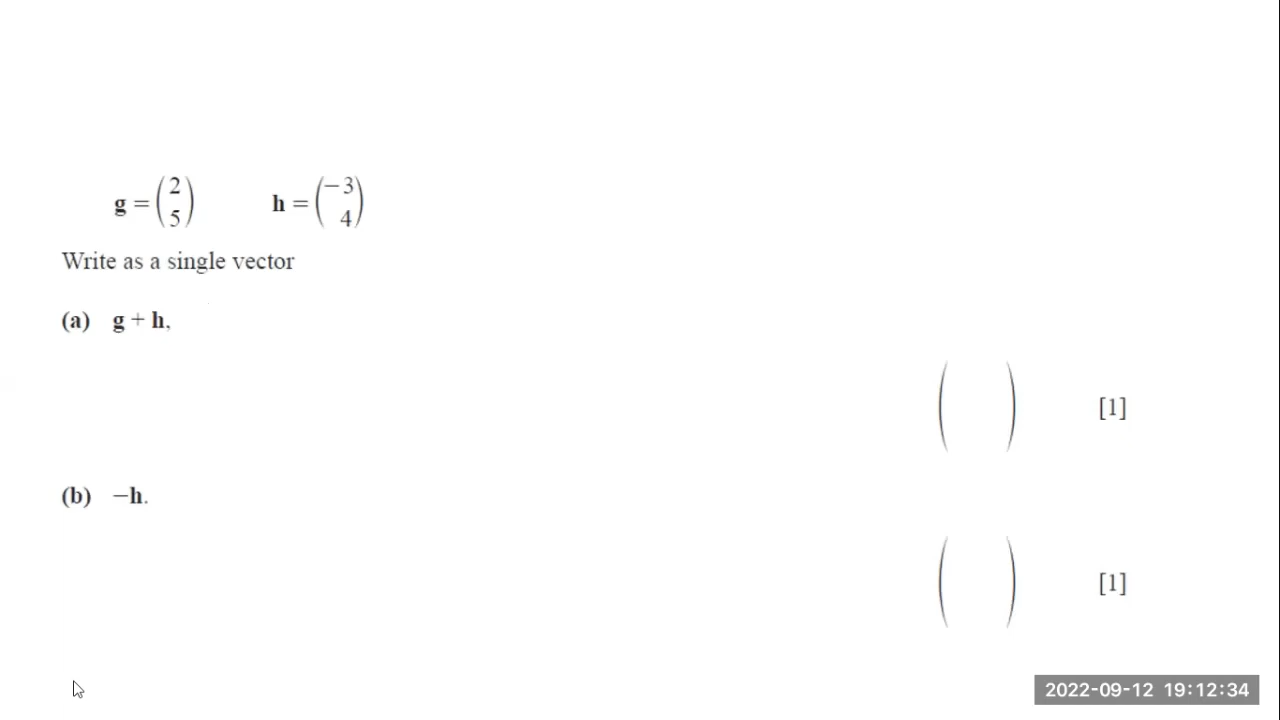 g = (2 5) h = (−3 4)
Write as a single vector
(a) g + h,
( ) [1]
(b) −h.
( ) [1]
2022-09-12 19:12:34